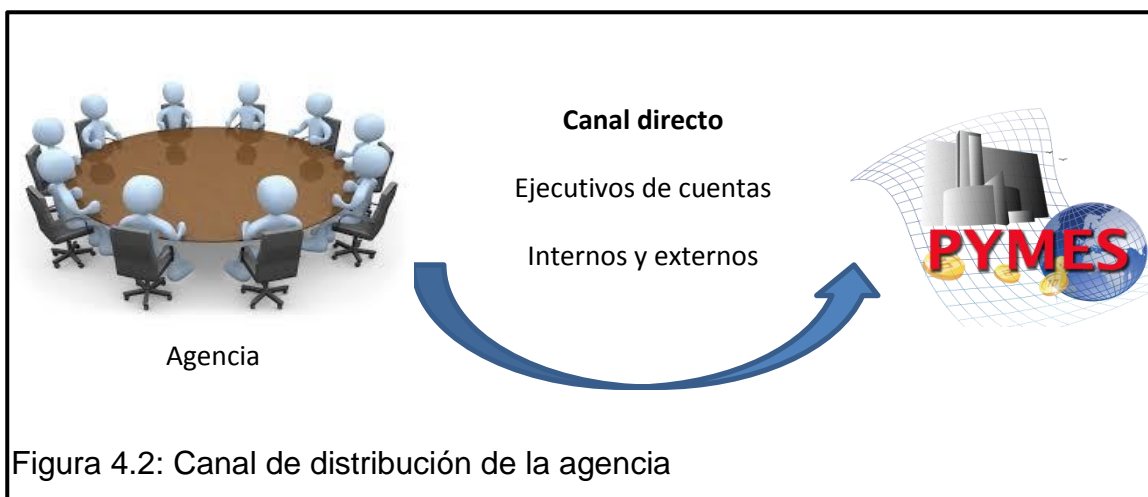 Canal directo
Ejecutivos de cuentas
Internos y externos
PYMES
Agencia
Figura 4.2: Canal de distribución de la agencia